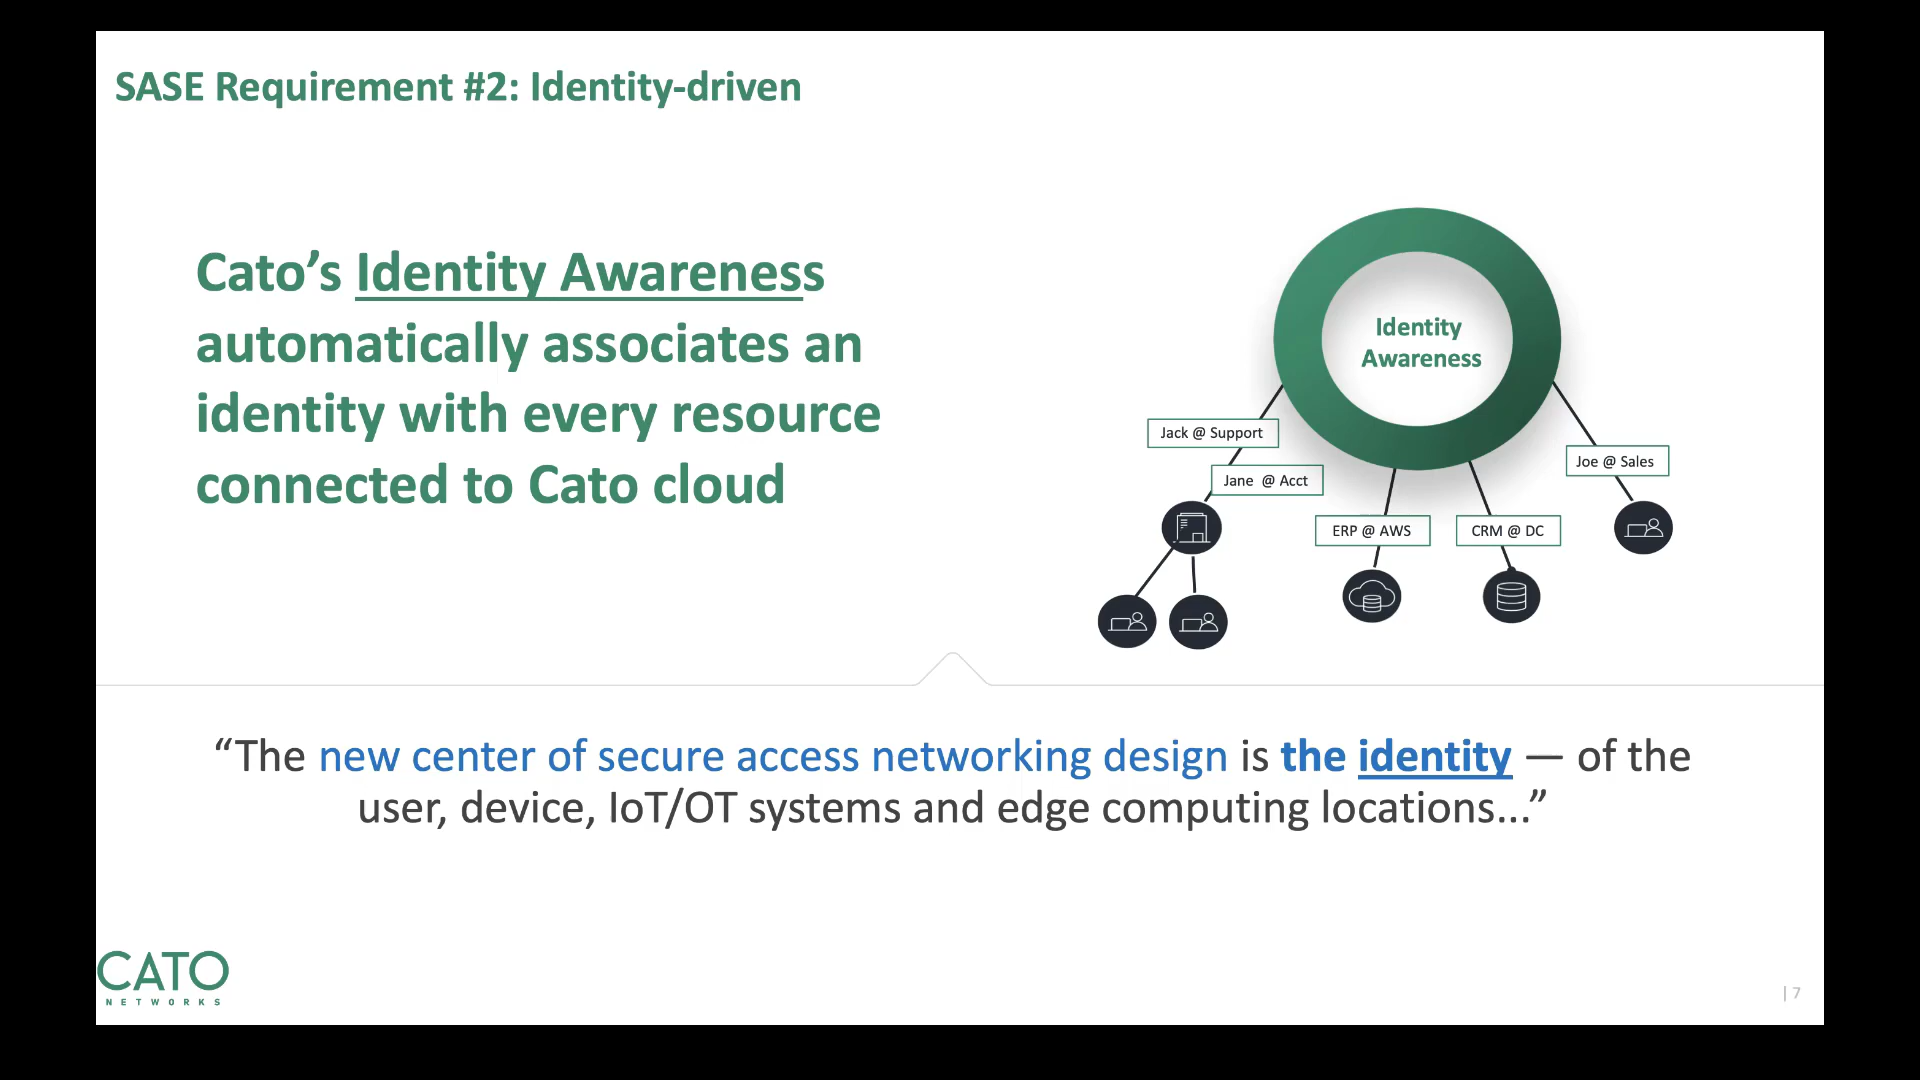 SASE Requirement #2: Identity-driven
Cato’s Identity Awareness
automatically associates an
identity with every resource
connected to Cato cloud
Identity
Awareness
Jack @ Support
Jane  @ Acct
ERP @ AWS
CRM @ DC
Joe @ Sales
“The new center of secure access networking design is the identity — of the
user, device, IoT/OT systems and edge computing locations...”
CATO
NETWORKS
| 7